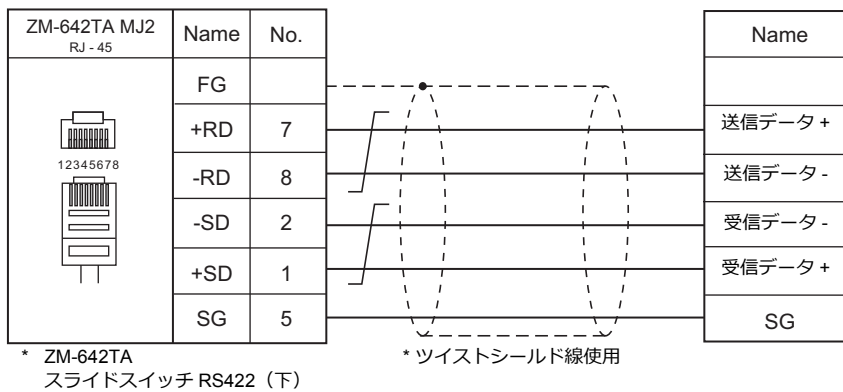 ZM-642TA MJ2 Name No. Name
RJ - 45
FG
+RD 7 送信データ +
12345678
-RD 8 送信データ -
-SD 2 受信データ -
+SD 1 受信データ +
SG 5 SG
* ZM-642TA * ツイストシールド線使用
スライドスイッチ RS422（下）